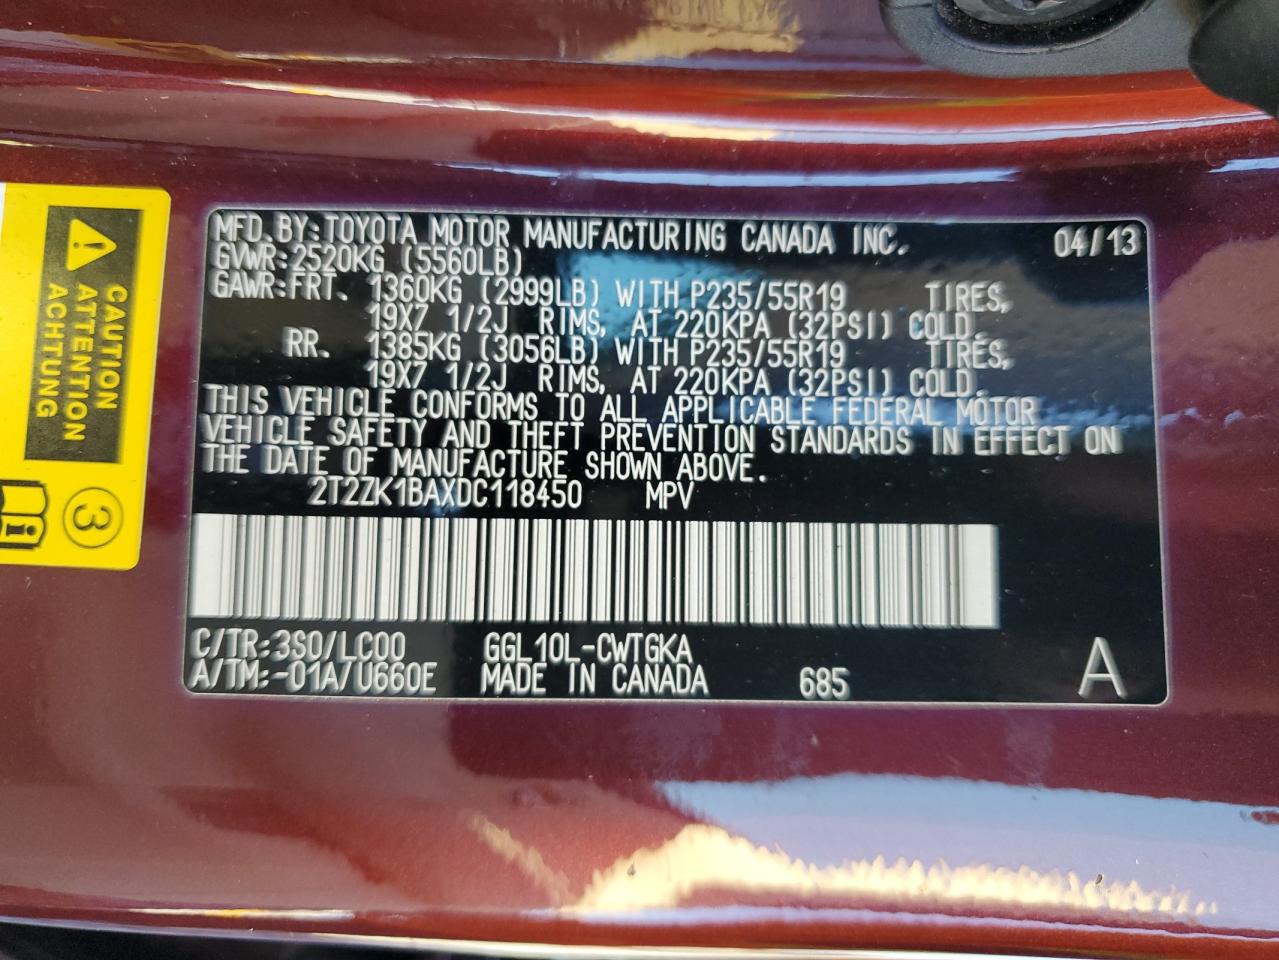 MFD. BY: TOYOTA MOTOR MANUFACTURING CANADA INC. 04/13
GVWR: 2520KG (5560LB)
GAWR: FRT. 1360KG (2999LB) WITH P235/55R19 TIRES,
19X7 1/2J RIMS, AT 220KPA (32PSI) COLD.
RR. 1385KG (3056LB) WITH P235/55R19 TIRES,
19X7 1/2J RIMS, AT 220KPA (32PSI) COLD.
THIS VEHICLE CONFORMS TO ALL APPLICABLE FEDERAL MOTOR
VEHICLE SAFETY AND THEFT PREVENTION STANDARDS IN EFFECT ON
THE DATE OF MANUFACTURE SHOWN ABOVE.
2T2ZK1BAXDC118450 MPV
C/TR: 3S0/LC00 GGL10L-CWTGKA
A/TM: -01A/U660E MADE IN CANADA 685 A
CAUTION
ATTENTION
ACHTUNG
3